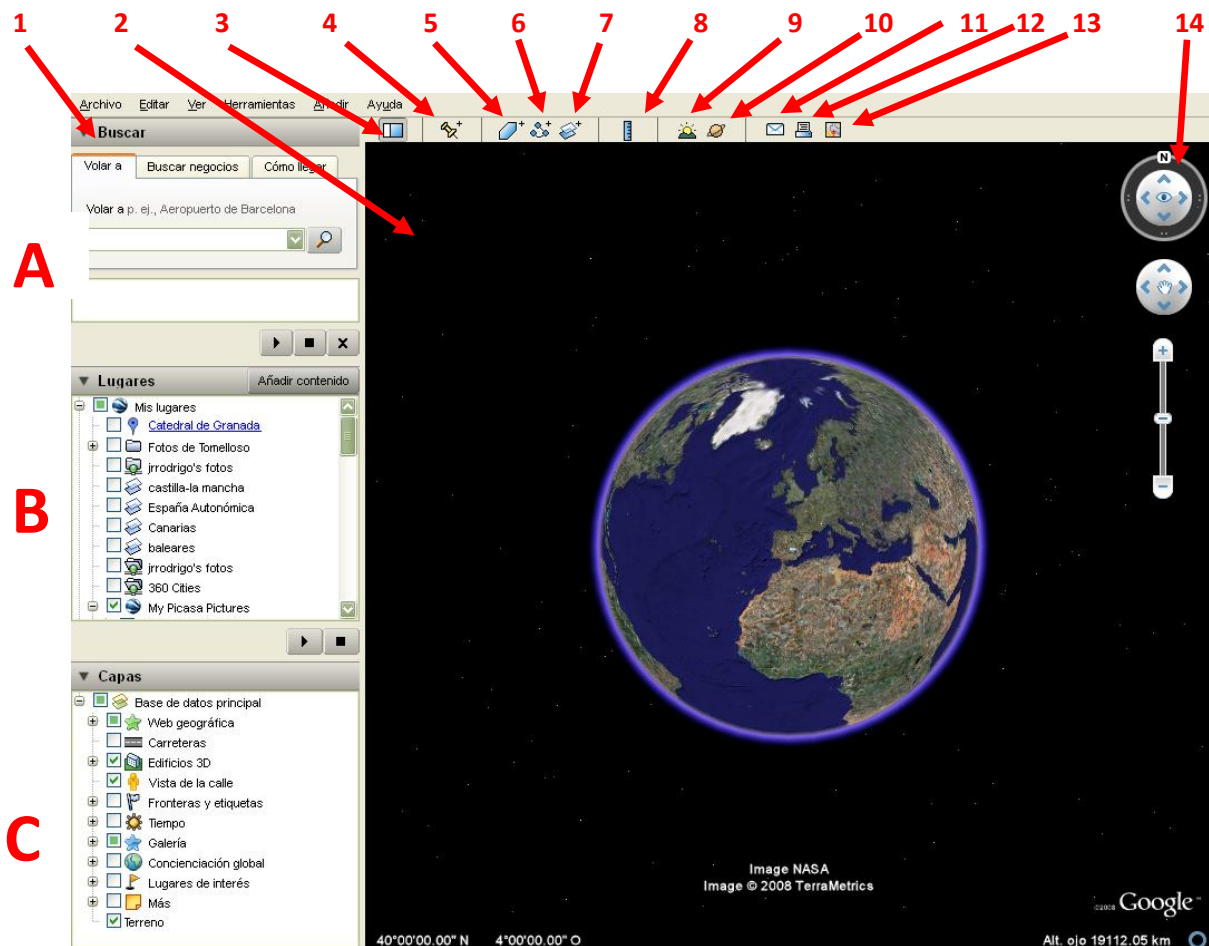 1 2 3 4 5 6 7 8 9 10 11 12 13 14
Archivo Editar Ver Herramientas Añadir Ayuda
Buscar
Volar a Buscar negocios Cómo llegar
Volar a p. ej., Aeropuerto de Barcelona
A
N
Lugares Añadir contenido
Mis lugares
Catedral de Granada
Fotos de Tomelloso
jrrodrigo's fotos
castilla-la mancha
B
España Autonómica
Canarias
baleares
jrrodrigo's fotos
360 Cities
My Picasa Pictures
Capas
Base de datos principal
Web geográfica
Carreteras
Edificios 3D
Vista de la calle
Fronteras y etiquetas
Tiempo
C
Galería
Concienciación global
Lugares de interés
Más
Terreno
Image NASA
Image © 2008 TerraMetrics
©2008 Google™
40°00'00.00" N 4°00'00.00" O Alt. ojo 19112.05 km